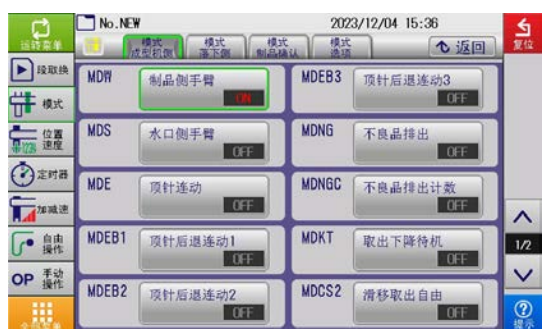 No.NEW
2023/12/04 15:36
运转菜单
模式
成型机侧
模式
落下侧
模式
制品确认
模式
选项
返回
复位
段取换
模式
位置
速度
定时器
加减速
自由
操作
OP 手动
操作
全部菜单
MDW 制品侧手臂
ON
MDS 水口侧手臂
OFF
MDE 顶针连动
OFF
MDEB1 顶针后退连动1
OFF
MDEB2 顶针后退连动2
OFF
MDEB3 顶针后退连动3
OFF
MDNG 不良品排出
OFF
MDNGC 不良品排出计数
OFF
MDKT 取出下降待机
OFF
MDCS2 滑移取出自由
OFF
1/2
提示